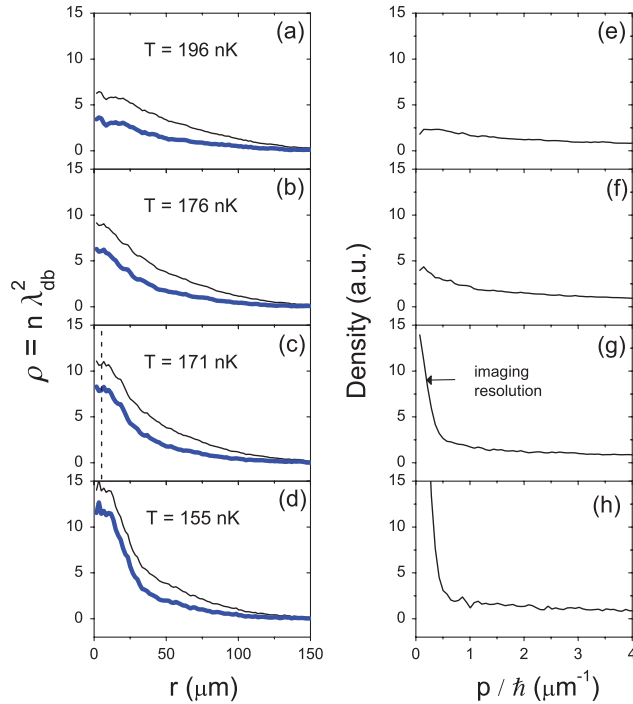 (a)
T = 196 nK
15
10
5
0
(b)
T = 176 nK
15
10
5
0
(c)
T = 171 nK
15
10
5
0
(d)
T = 155 nK
15
10
5
0
0 50 100 150
r (μm)
ρ = n λ²db
(e)
15
10
5
0
(f)
15
10
5
0
(g)
imaging
resolution
15
10
5
0
(h)
15
10
5
0
0 1 2 3 4
p / ℏ (μm⁻¹)
Density (a.u.)